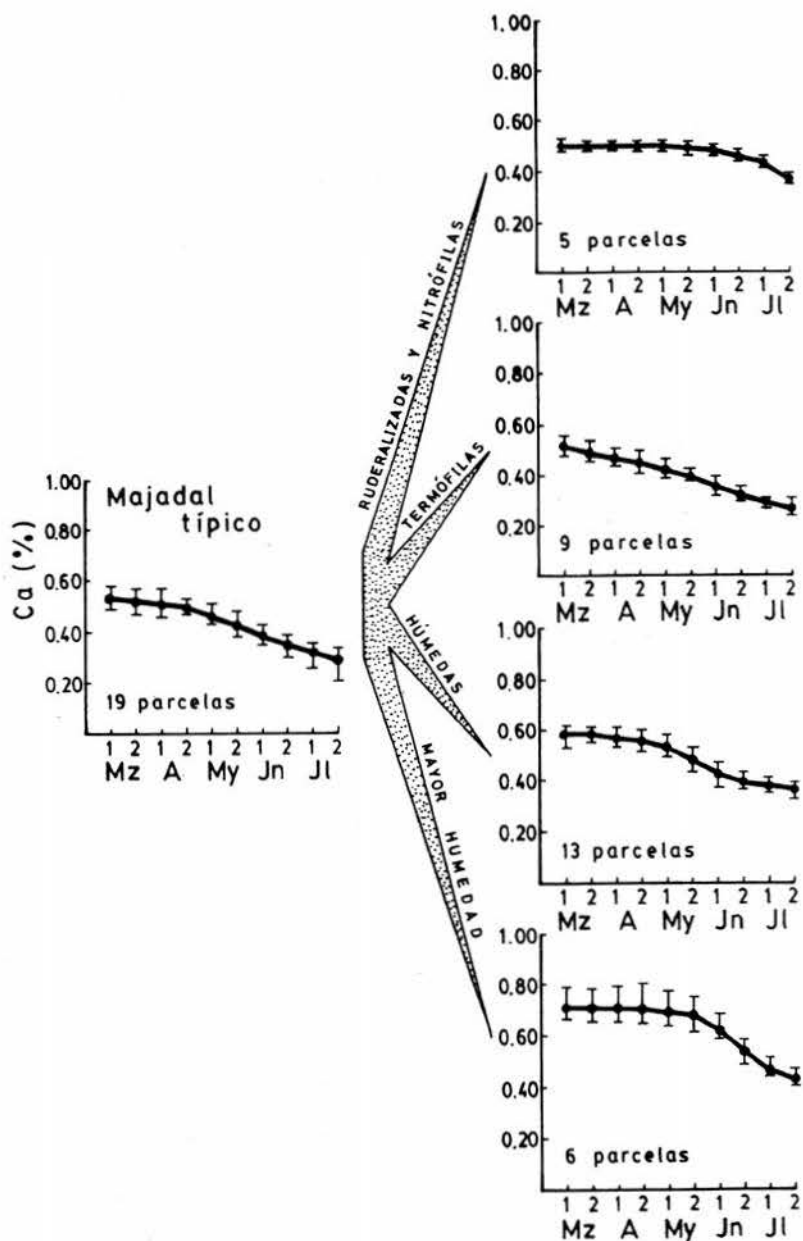 Ca (%)
1.00
0.80
0.60
0.40
0.20
Majadal
típico
19 parcelas
1 2 1 2 1 2 1 2 1 2
Mz A My Jn Jl
RUDERALIZADAS Y NITRÓFILAS
TERMÓFILAS
HÚMEDAS
MAYOR HUMEDAD
1.00
0.80
0.60
0.40
0.20
5 parcelas
1 2 1 2 1 2 1 2 1 2
Mz A My Jn Jl
1.00
0.80
0.60
0.40
0.20
9 parcelas
1 2 1 2 1 2 1 2 1 2
Mz A My Jn Jl
1.00
0.80
0.60
0.40
0.20
13 parcelas
1 2 1 2 1 2 1 2 1 2
Mz A My Jn Jl
1.00
0.80
0.60
0.40
0.20
6 parcelas
1 2 1 2 1 2 1 2 1 2
Mz A My Jn Jl